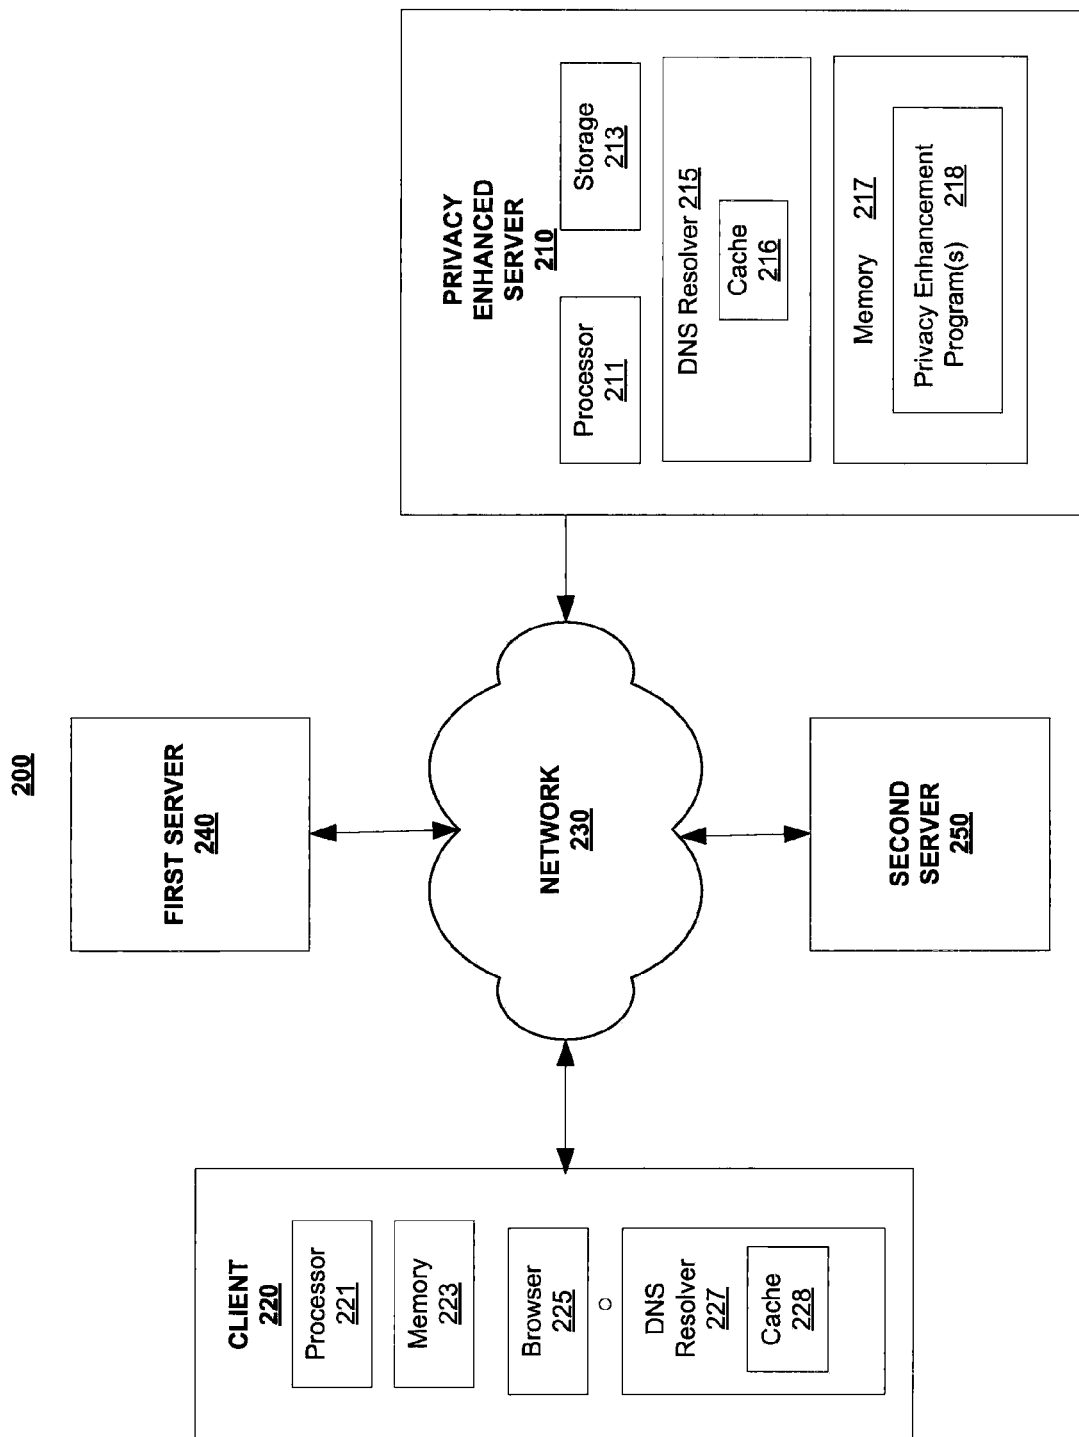 200
CLIENT
220
Processor
221
Memory
223
Browser
225
DNS
Resolver
227
Cache
228
FIRST SERVER
240
NETWORK
230
SECOND
SERVER
250
PRIVACY
ENHANCED
SERVER
210
Processor
211
Storage
213
DNS Resolver 215
Cache
216
Memory 217
Privacy Enhancement
Program(s) 218